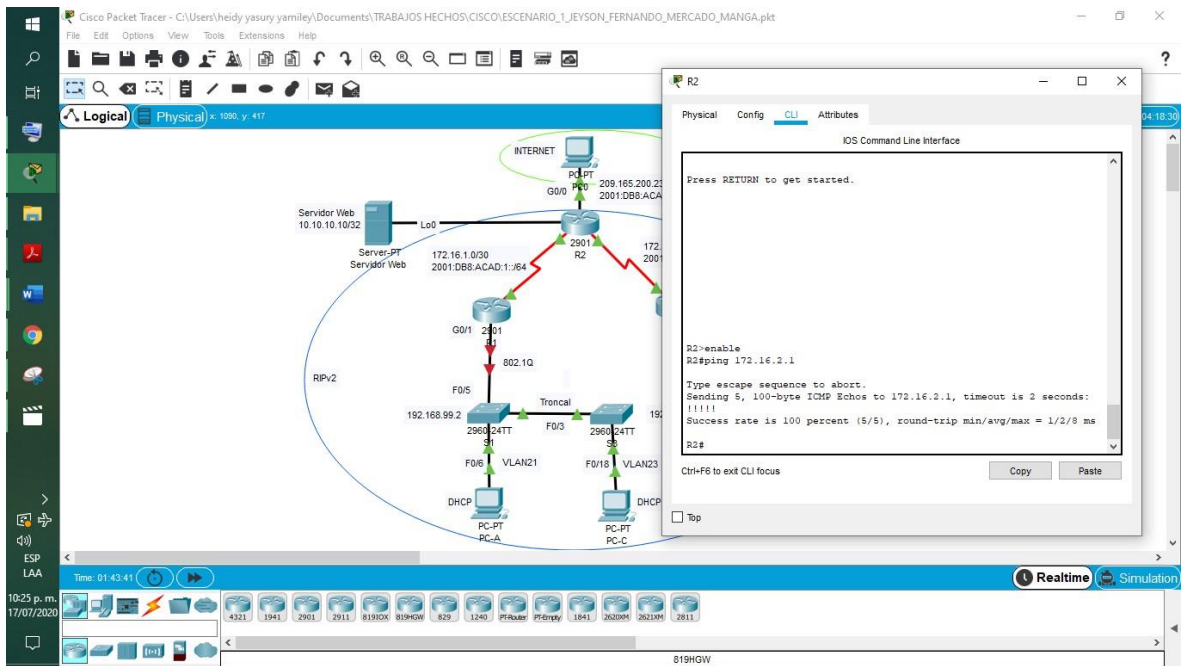 Cisco Packet Tracer - C:\Users\heidy yasury yamiley\Documents\TRABAJOS HECHOS\CISCO\ESCENARIO_1_JEYSON_FERNANDO_MERCADO_MANGA.pkt
File Edit Options View Tools Extensions Help
?
Logical
Physical
x: 1090, y: 417
04:18:30
INTERNET
PC-PT
PC0
G0/0
209.165.200.23
2001:DB8:ACA
Servidor Web
10.10.10.10/32
Lo0
Server-PT
Servidor Web
2901
R2
172.16.1.0/30
2001:DB8:ACAD:1::/64
172.
2001
G0/1
2901
R1
802.1Q
RIPv2
F0/5
Troncal
192.168.99.2
F0/3
192
2960-24TT
S1
2960-24TT
S3
F0/6
VLAN21
F0/18
VLAN23
DHCP
DHCP
PC-PT
PC-A
PC-PT
PC-C
R2
Physical Config CLI Attributes
IOS Command Line Interface
Press RETURN to get started.
R2>enable
R2#ping 172.16.2.1
Type escape sequence to abort.
Sending 5, 100-byte ICMP Echos to 172.16.2.1, timeout is 2 seconds:
!!!!!
Success rate is 100 percent (5/5), round-trip min/avg/max = 1/2/8 ms
R2#
Ctrl+F6 to exit CLI focus
Copy
Paste
Top
ESP
LAA
10:25 p. m.
17/07/2020
Time: 01:43:41
Realtime
Simulation
4321 1941 2901 2911 819IOX 819HGW 829 1240 PT-Router PT-Empty 1841 2620XM 2621XM 2811
819HGW